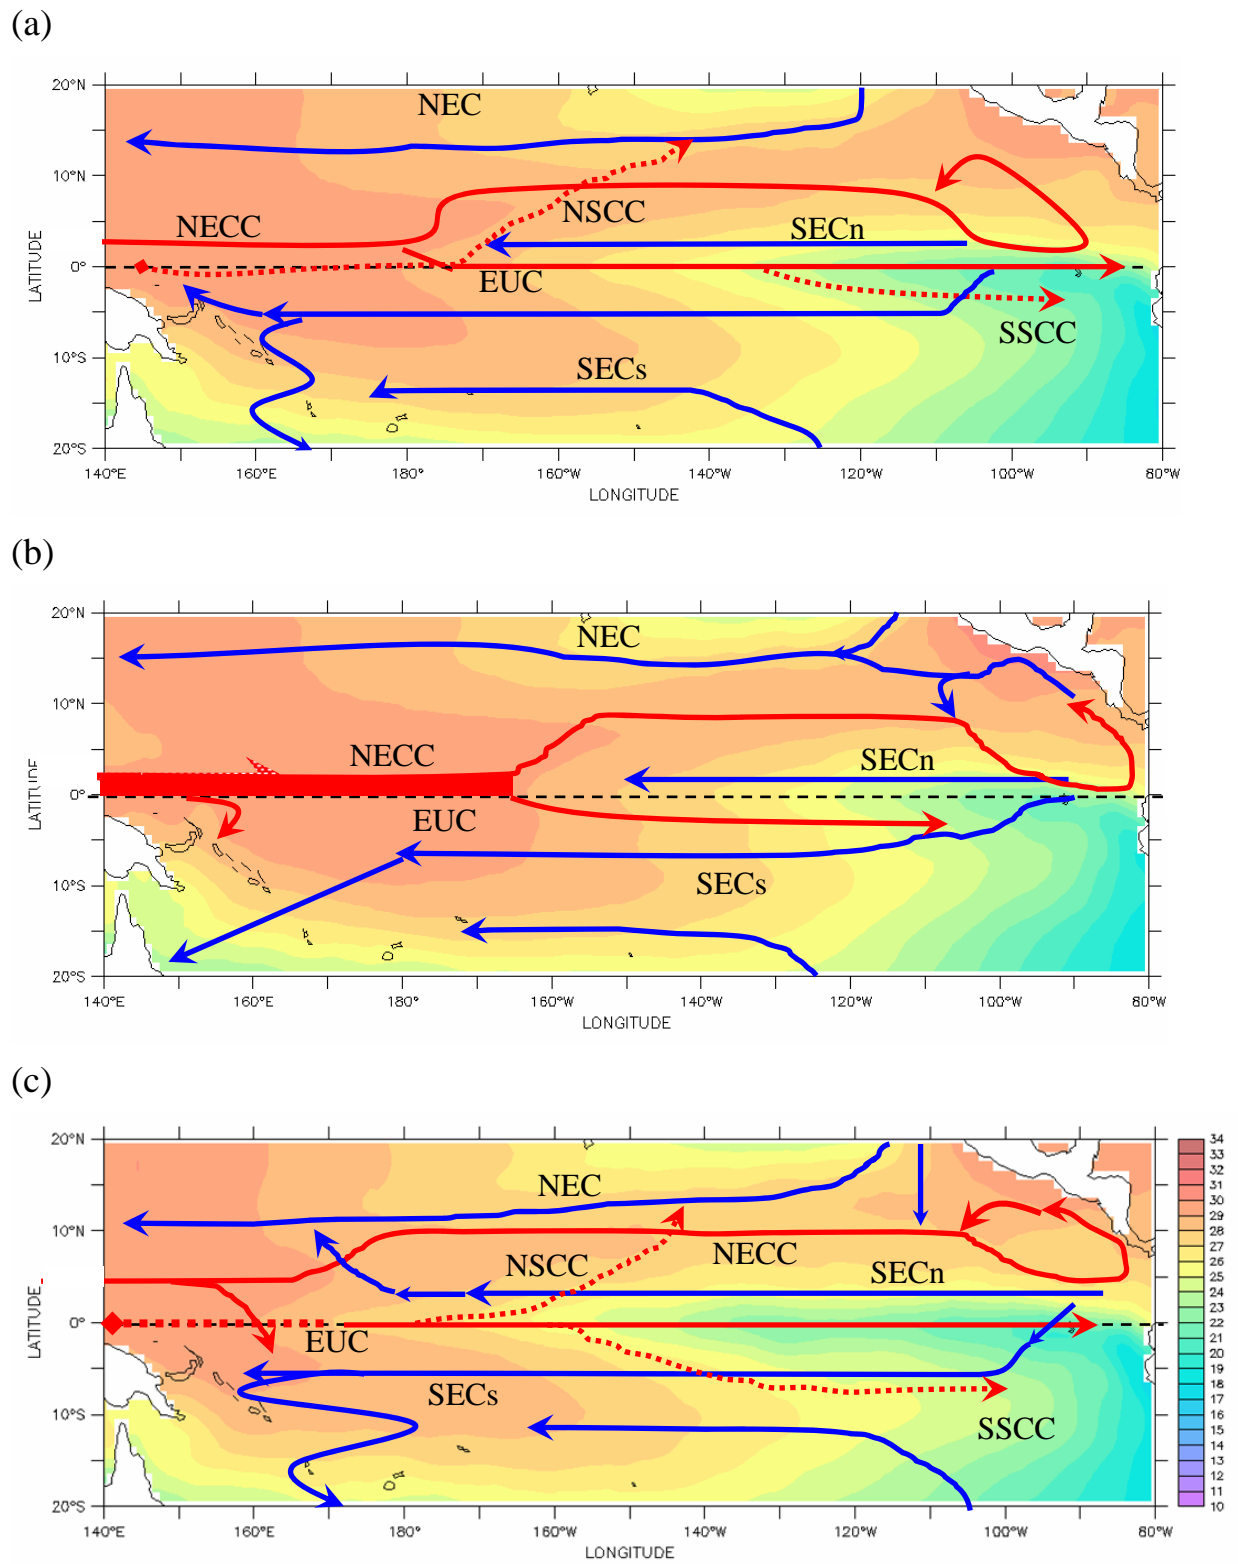 (a)
20°N
NEC
10°N
NECC
NSCC
SECn
LATITUDE
0°
EUC
SSCC
10°S
SECs
20°S
140°E 160°E 180° 160°W 140°W 120°W 100°W 80°W
LONGITUDE
(b)
20°N
NEC
10°N
NECC
SECn
LATITUDE
0°
EUC
10°S
SECs
20°S
140°E 160°E 180° 160°W 140°W 120°W 100°W 80°W
LONGITUDE
(c)
20°N
NEC
10°N
NSCC
NECC
SECn
LATITUDE
0°
EUC
SECs
10°S
SSCC
20°S
140°E 160°E 180° 160°W 140°W 120°W 100°W 80°W
LONGITUDE
34
33
32
31
30
29
28
27
26
25
24
23
22
21
20
19
18
17
16
15
14
13
12
11
10